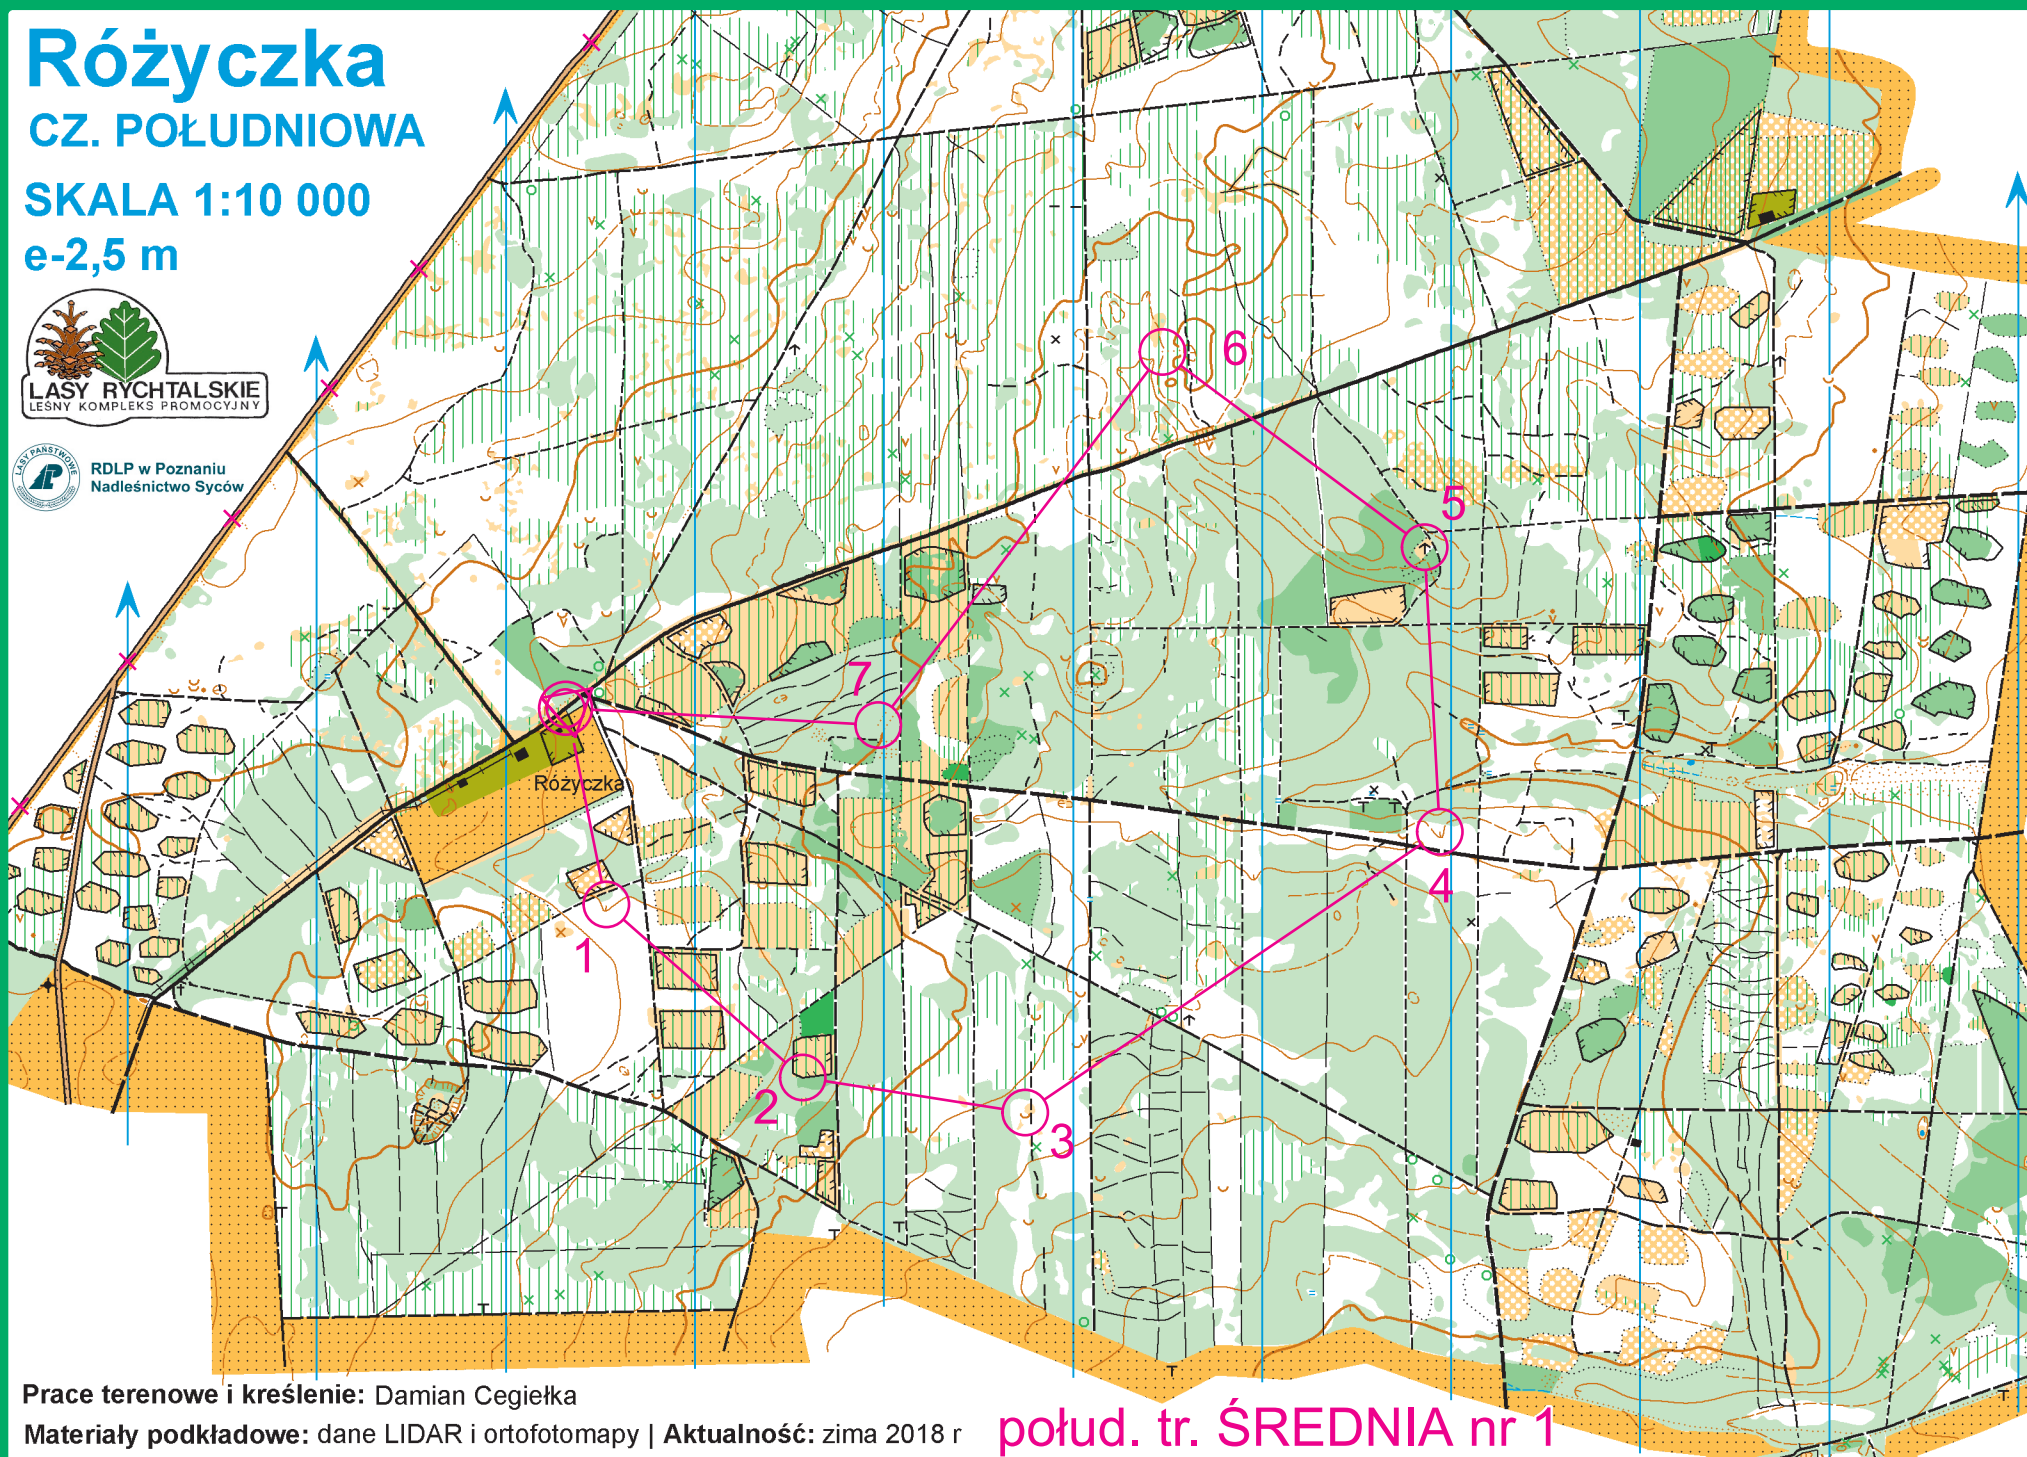 Różyczka
CZ. POŁUDNIOWA
SKALA 1:10 000
e-2,5 m
LASY RYCHTALSKIE
LEŚNY KOMPLEKS PROMOCYJNY
LASY PAŃSTWOWE
RDLP w Poznaniu
Nadleśnictwo Syców
6
5
7
Różyczka
4
1
2
3
Prace terenowe i kreślenie: Damian Cegiełka
Materiały podkładowe: dane LIDAR i ortofotomapy | Aktualność: zima 2018 r
połud. tr. ŚREDNIA nr 1